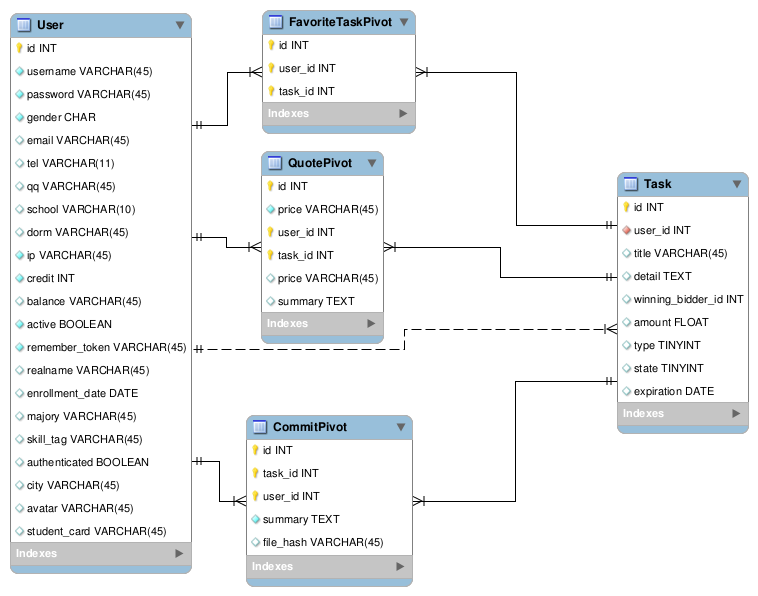 User
id INT
username VARCHAR(45)
password VARCHAR(45)
gender CHAR
email VARCHAR(45)
tel VARCHAR(11)
qq VARCHAR(45)
school VARCHAR(10)
dorm VARCHAR(45)
ip VARCHAR(45)
credit INT
balance VARCHAR(45)
active BOOLEAN
remember_token VARCHAR(45)
realname VARCHAR(45)
enrollment_date DATE
majory VARCHAR(45)
skill_tag VARCHAR(45)
authenticated BOOLEAN
city VARCHAR(45)
avatar VARCHAR(45)
student_card VARCHAR(45)
Indexes
FavoriteTaskPivot
id INT
user_id INT
task_id INT
Indexes
QuotePivot
id INT
price VARCHAR(45)
user_id INT
task_id INT
price VARCHAR(45)
summary TEXT
Indexes
CommitPivot
id INT
task_id INT
user_id INT
summary TEXT
file_hash VARCHAR(45)
Indexes
Task
id INT
user_id INT
title VARCHAR(45)
detail TEXT
winning_bidder_id INT
amount FLOAT
type TINYINT
state TINYINT
expiration DATE
Indexes